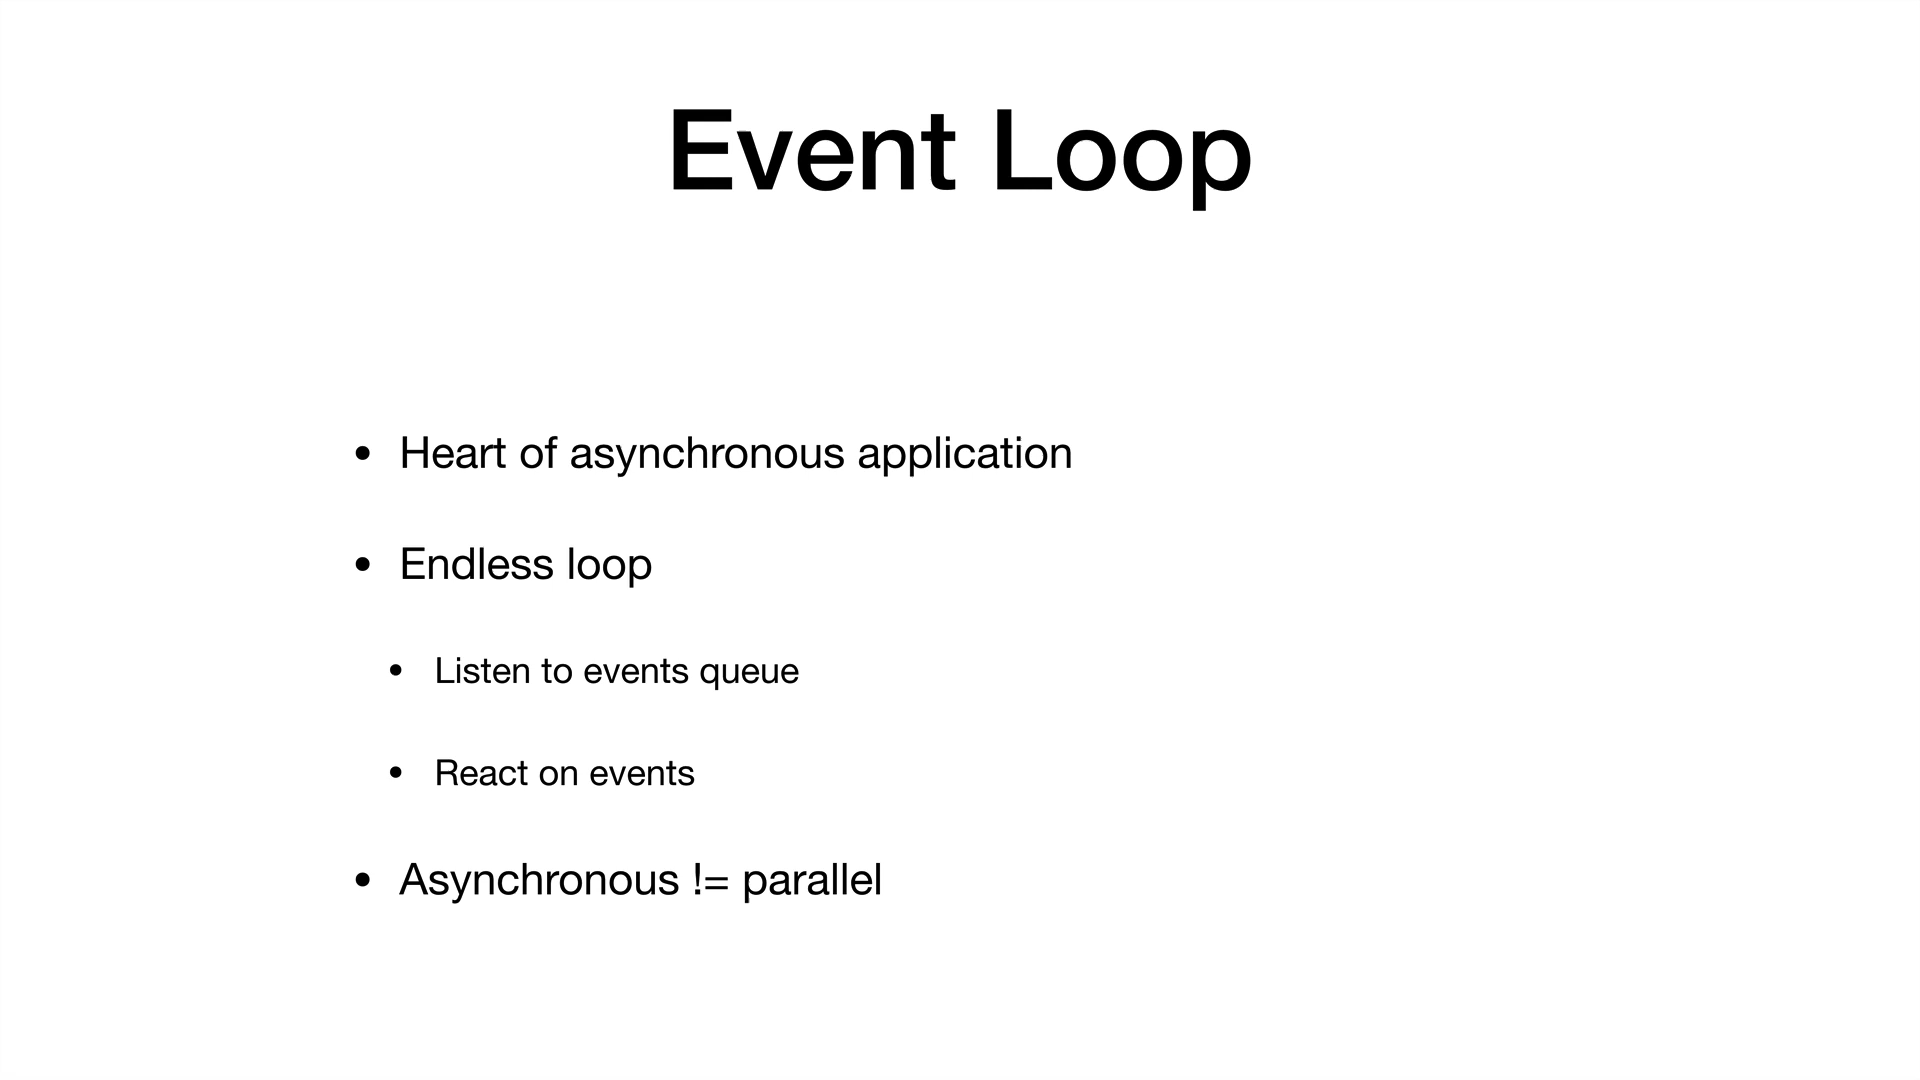 Event Loop
• Heart of asynchronous application
• Endless loop
• Listen to events queue
• React on events
• Asynchronous != parallel